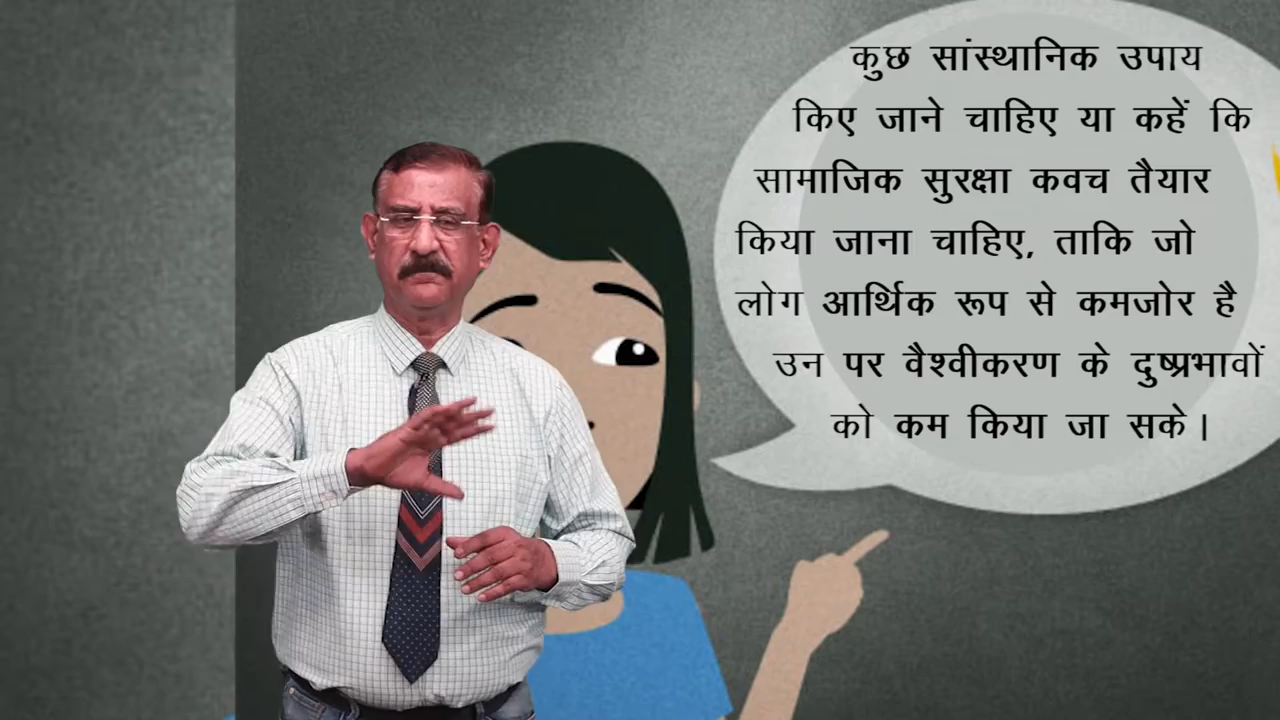 कुछ सांस्थानिक उपाय
किए जाने चाहिए या कहें कि
सामाजिक सुरक्षा कवच तैयार
किया जाना चाहिए, ताकि जो
लोग आर्थिक रूप से कमजोर है
उन पर वैश्वीकरण के दुष्प्रभावों
को कम किया जा सके।